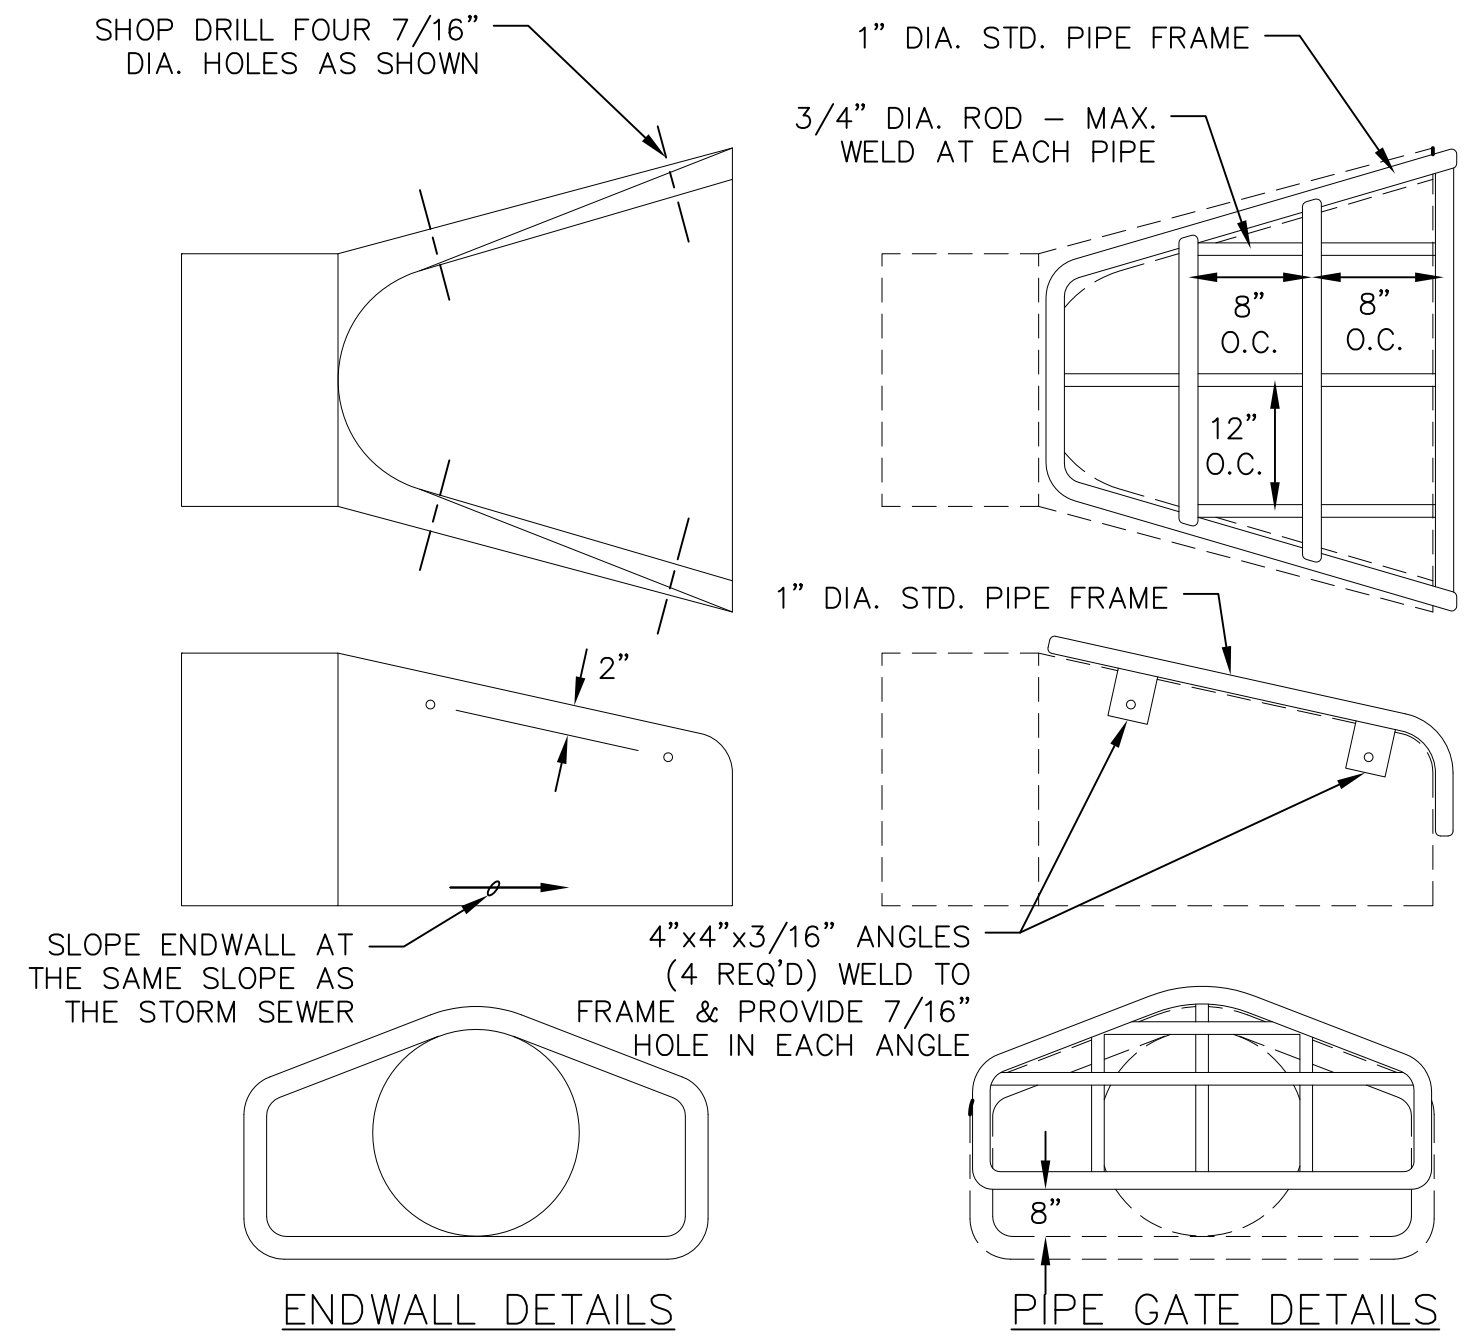 SHOP DRILL FOUR 7/16”
DIA. HOLES AS SHOWN
1” DIA. STD. PIPE FRAME
3/4” DIA. ROD – MAX.
WELD AT EACH PIPE
8”
O.C.
8”
O.C.
12”
O.C.
1” DIA. STD. PIPE FRAME
2”
SLOPE ENDWALL AT
THE SAME SLOPE AS
THE STORM SEWER
4”x4”x3/16” ANGLES
(4 REQ’D) WELD TO
FRAME & PROVIDE 7/16”
HOLE IN EACH ANGLE
8”
ENDWALL DETAILS
PIPE GATE DETAILS